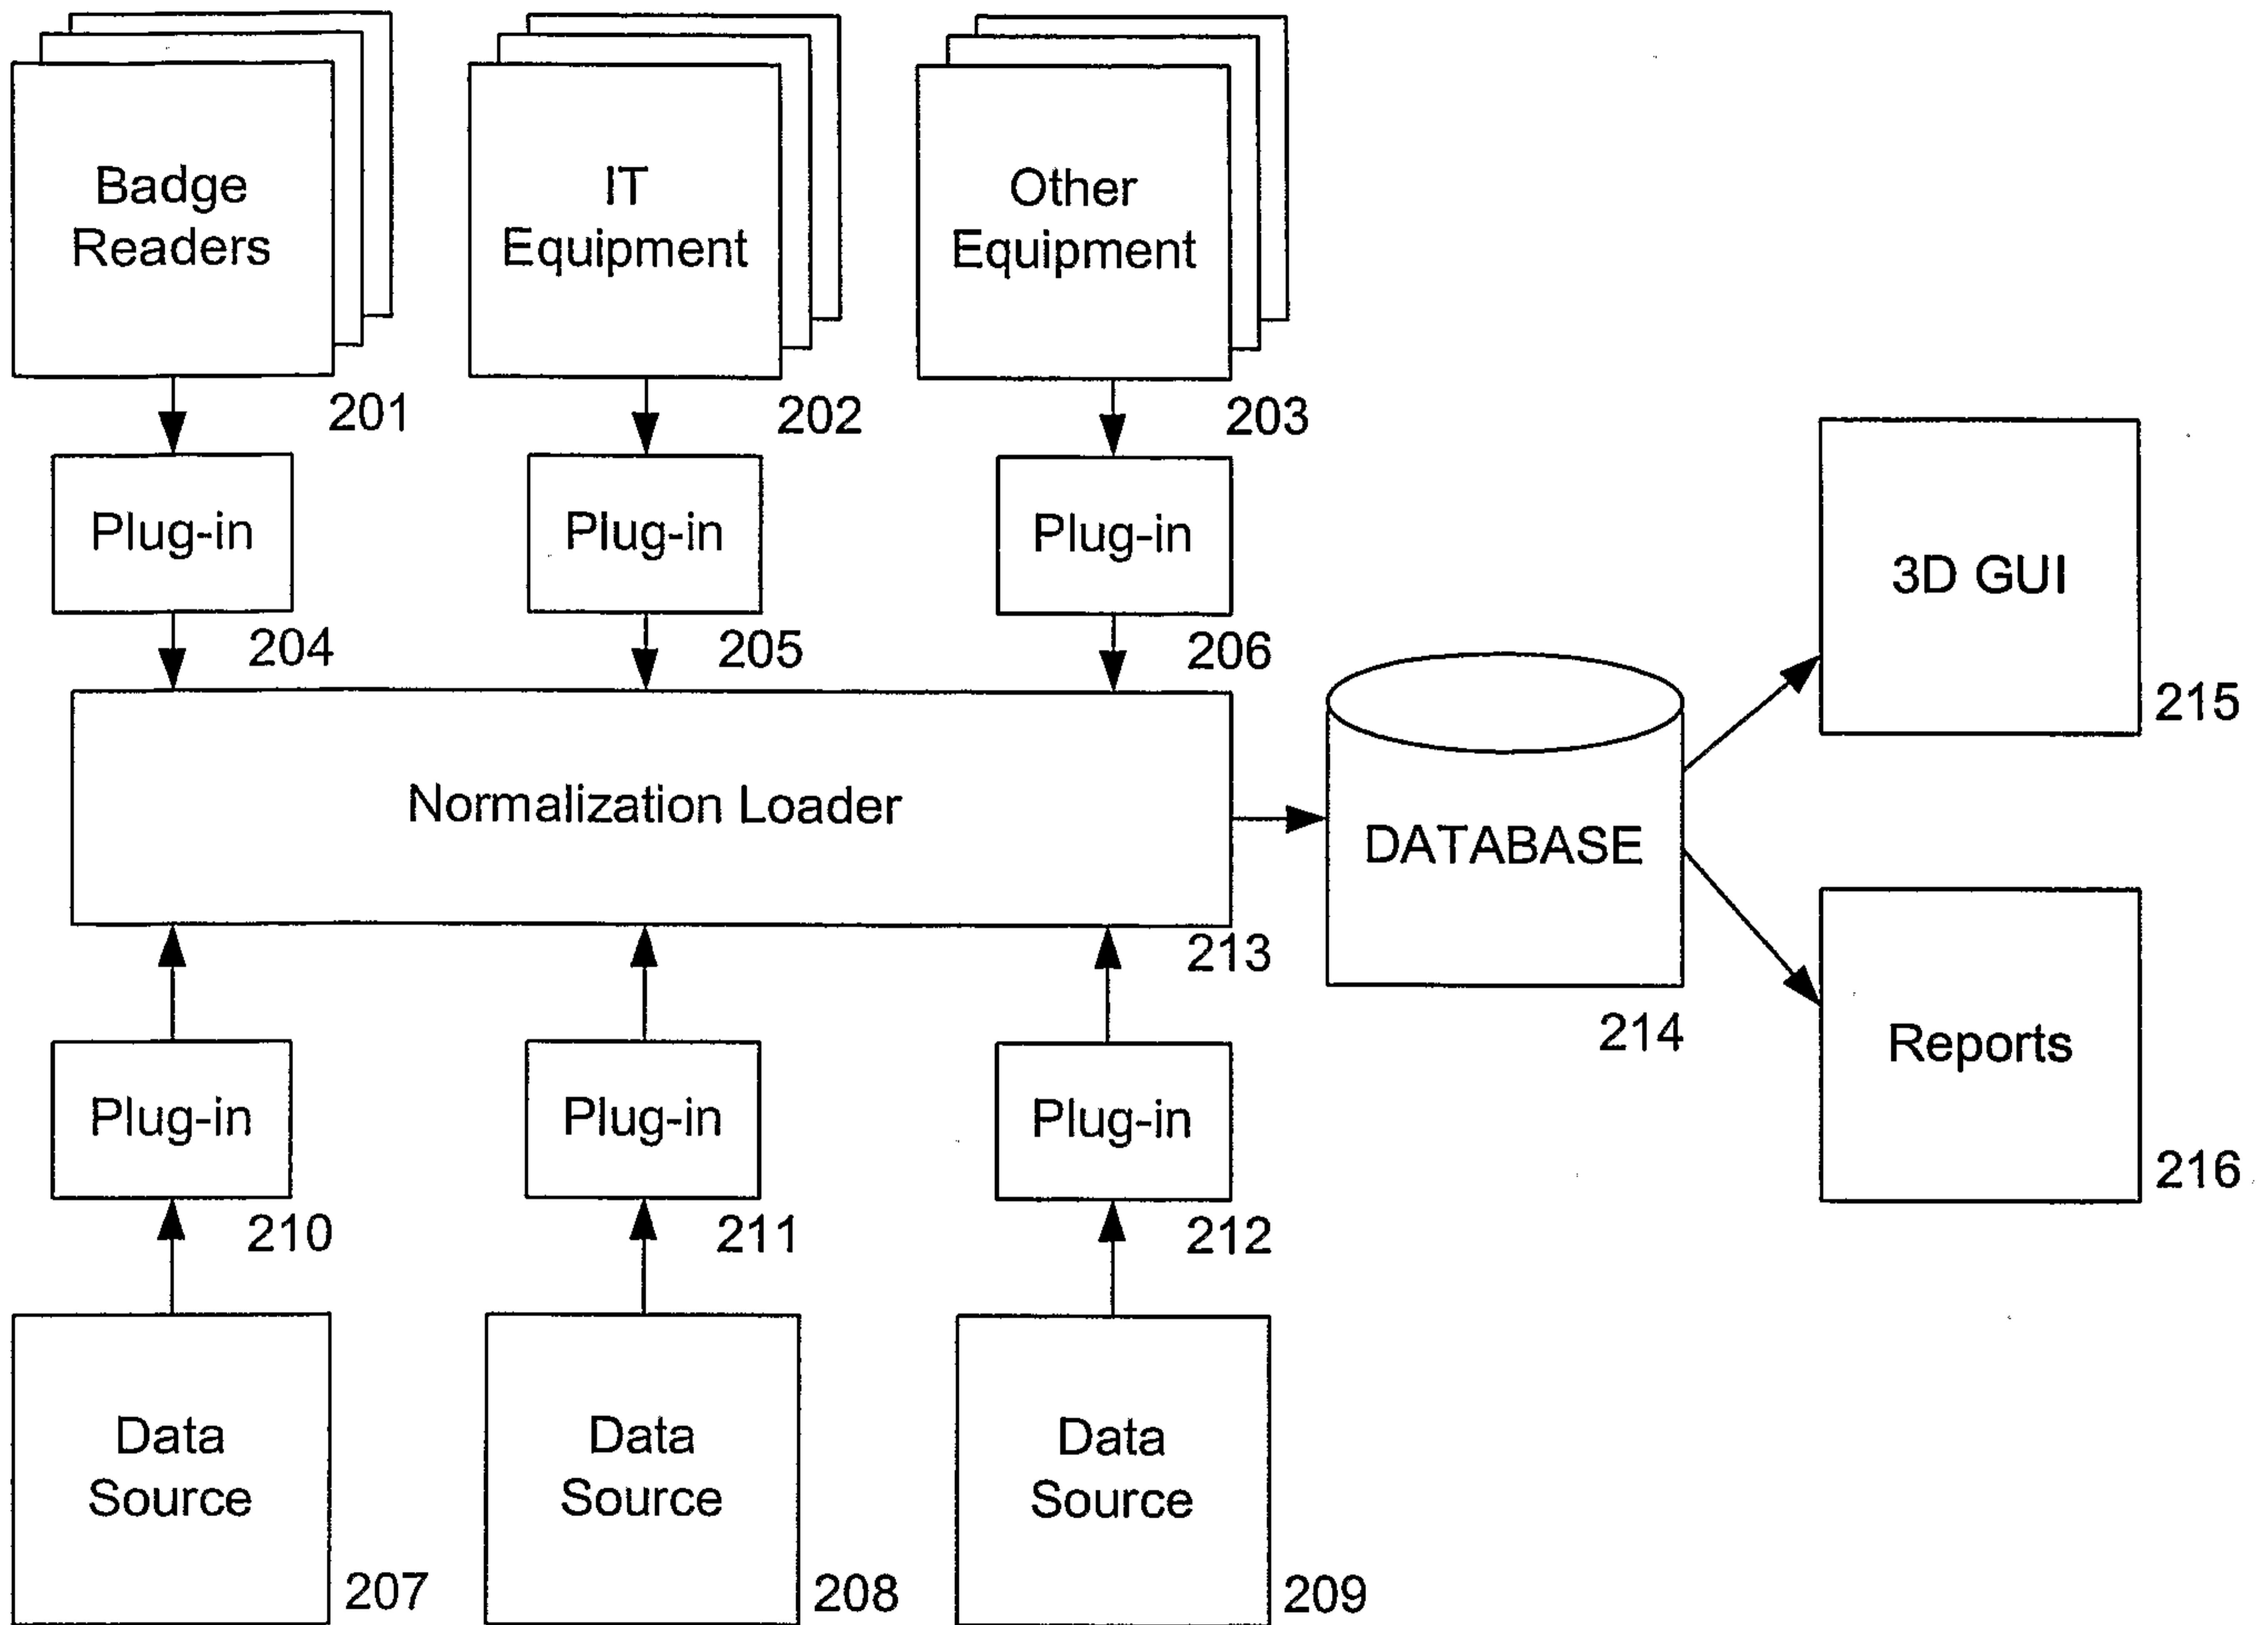 Badge
Readers
IT
Equipment
Other
Equipment
201
202
203
Plug-in
Plug-in
Plug-in
204
205
206
3D GUI
215
Normalization Loader
213
DATABASE
214
Reports
216
Plug-in
Plug-in
Plug-in
210
211
212
Data
Source
Data
Source
Data
Source
207
208
209